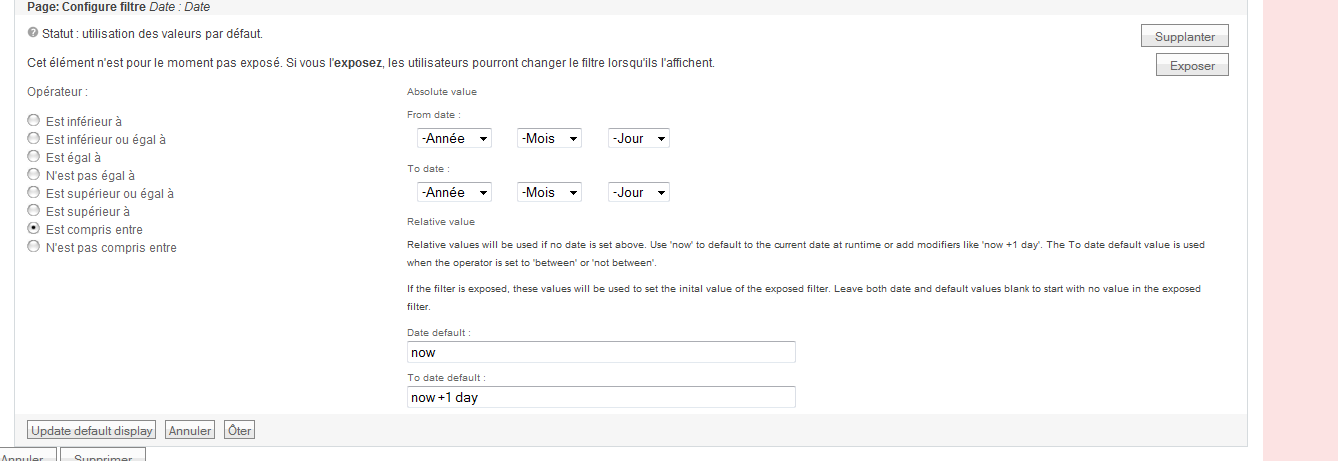 Page: Configure filtre Date : Date
Statut : utilisation des valeurs par défaut.
Supplanter
Cet élément n'est pour le moment pas exposé. Si vous l'exposez, les utilisateurs pourront changer le filtre lorsqu'ils l'affichent.
Exposer
Opérateur :
Est inférieur à
Est inférieur ou égal à
Est égal à
N'est pas égal à
Est supérieur ou égal à
Est supérieur à
Est compris entre
N'est pas compris entre
Absolute value
From date :
-Année -Mois -Jour
To date :
-Année -Mois -Jour
Relative value
Relative values will be used if no date is set above. Use 'now' to default to the current date at runtime or add modifiers like 'now +1 day'. The To date default value is used
when the operator is set to 'between' or 'not between'.
If the filter is exposed, these values will be used to set the inital value of the exposed filter. Leave both date and default values blank to start with no value in the exposed
filter.
Date default :
now
To date default :
now +1 day
Update default display Annuler Ôter
Annuler Supprimer